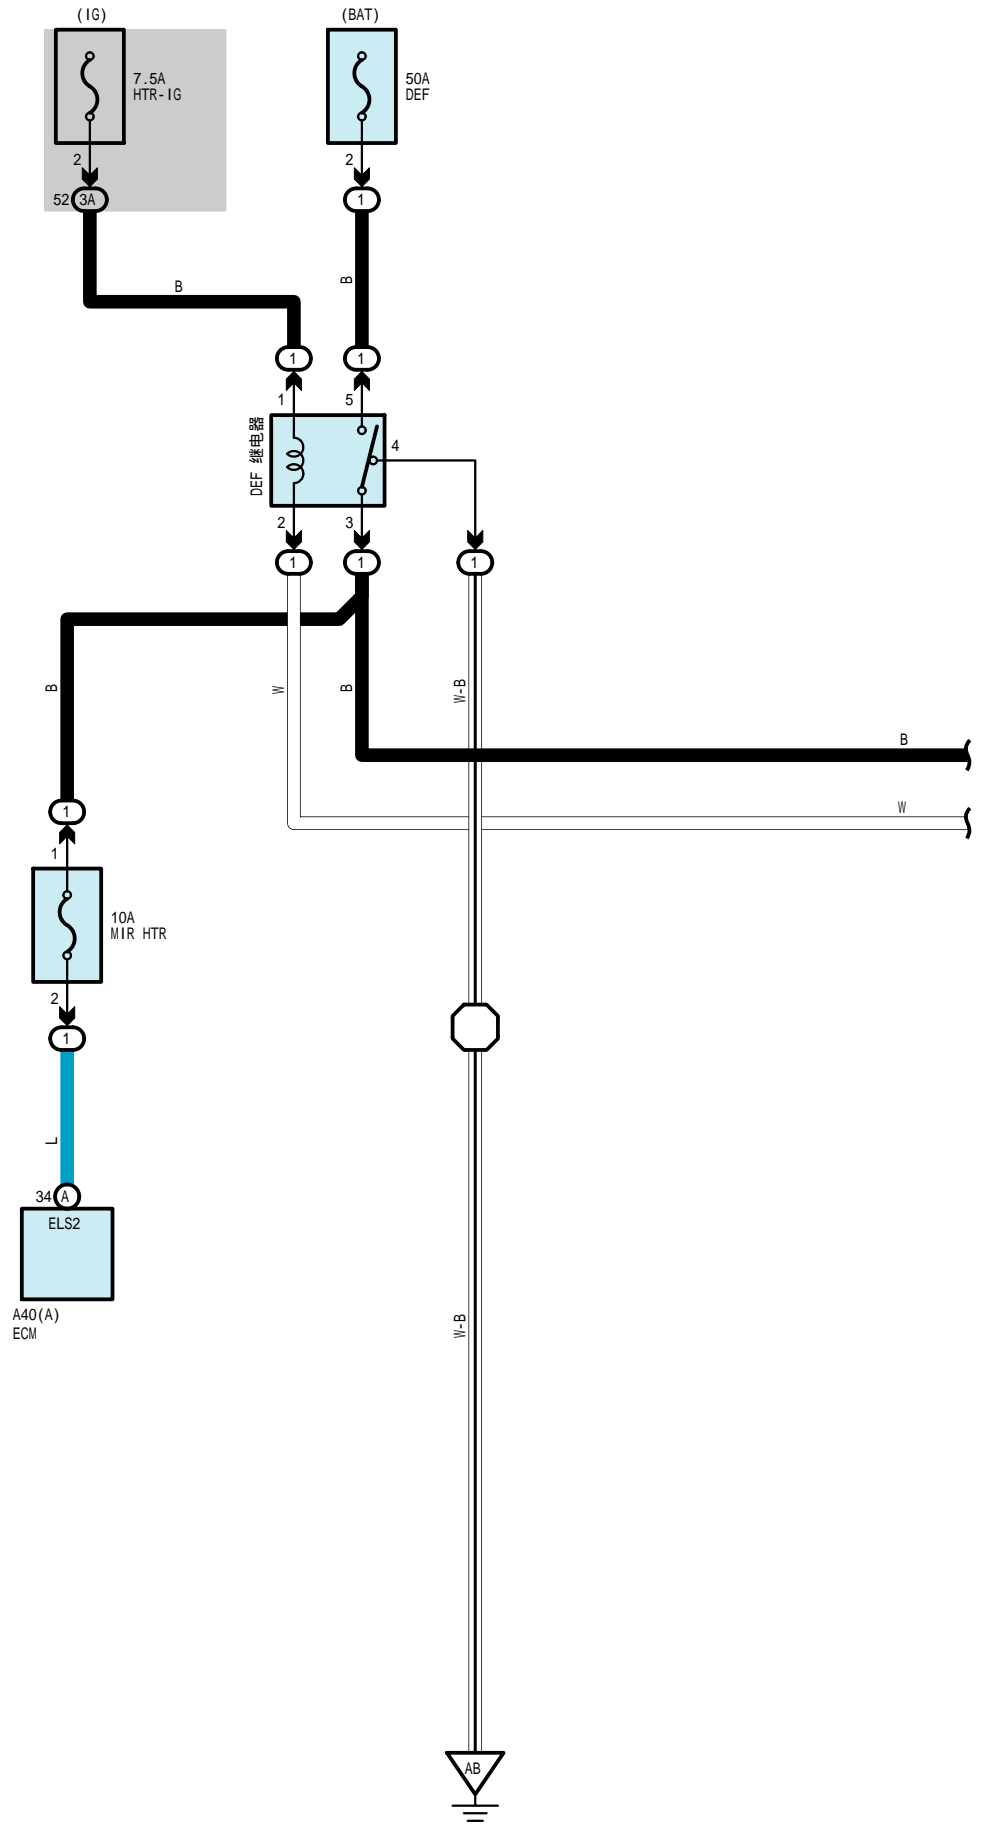 (IG)
(BAT)
7.5A
HTR-IG
50A
DEF
2
2
52
3A
1
B
B
1
1
1
5
DEF 继电器
4
2
3
1
1
1
B
W
B
W-B
B
W
1
1
10A
MIR HTR
2
1
L
34
A
ELS2
A40(A)
ECM
W-B
AB